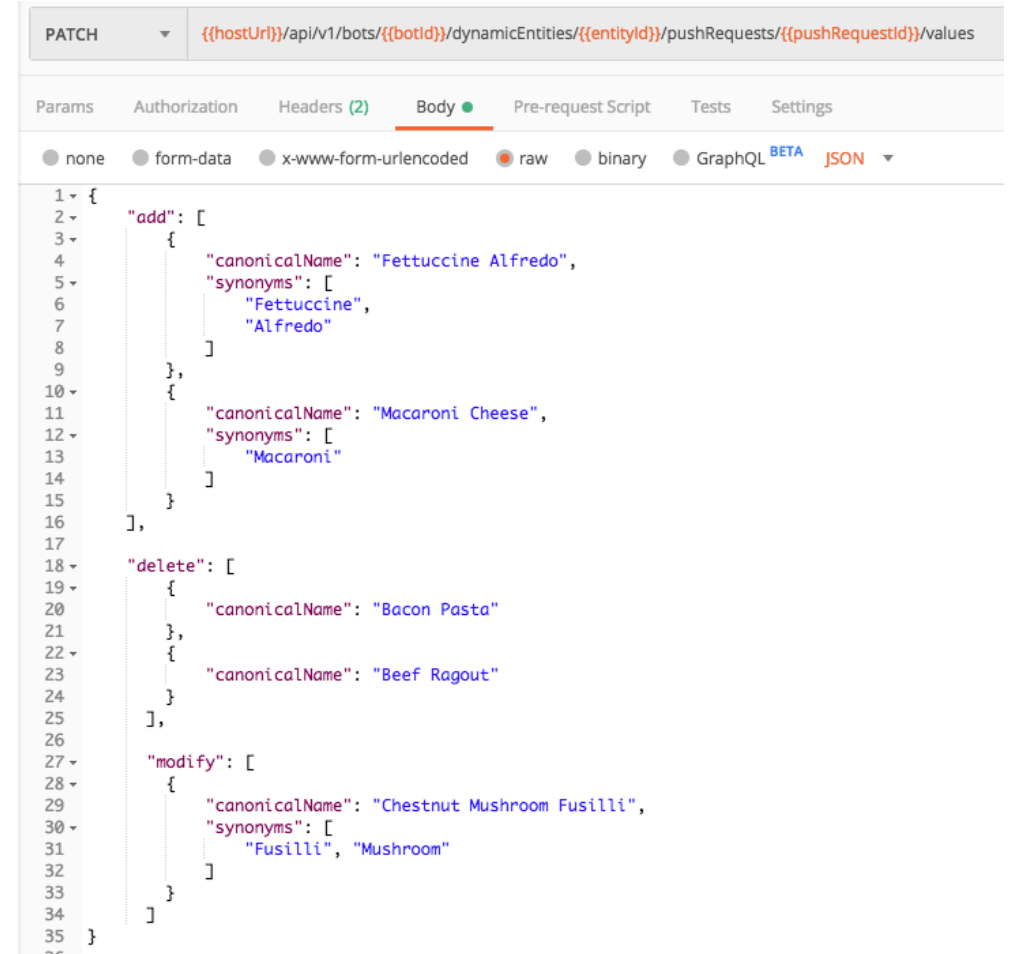 PATCH {{hostUrl}}/api/v1/bots/{{botId}}/dynamicEntities/{{entityId}}/pushRequests/{{pushRequestId}}/values
Params Authorization Headers (2) Body Pre-request Script Tests Settings
none form-data x-www-form-urlencoded raw binary GraphQL BETA JSON
1 {
2 "add": [
3 {
4 "canonicalName": "Fettuccine Alfredo",
5 "synonyms": [
6 "Fettuccine",
7 "Alfredo"
8 ]
9 },
10 {
11 "canonicalName": "Macaroni Cheese",
12 "synonyms": [
13 "Macaroni"
14 ]
15 }
16 ],
17
18 "delete": [
19 {
20 "canonicalName": "Bacon Pasta"
21 },
22 {
23 "canonicalName": "Beef Ragout"
24 }
25 ],
26
27 "modify": [
28 {
29 "canonicalName": "Chestnut Mushroom Fusilli",
30 "synonyms": [
31 "Fusilli", "Mushroom"
32 ]
33 }
34 ]
35 }